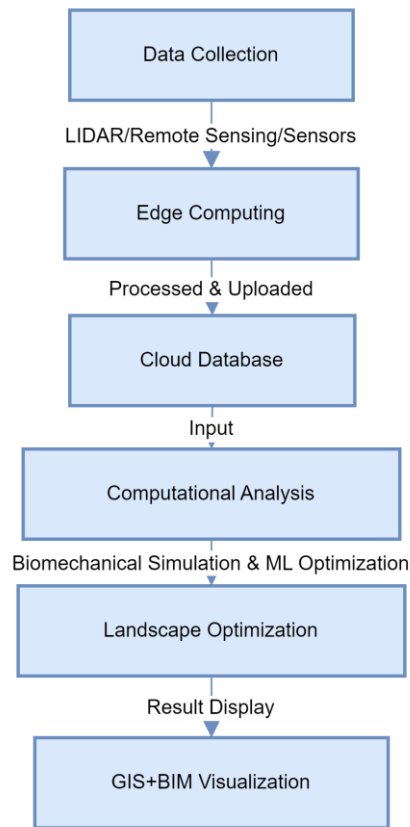 Data Collection
LIDAR/Remote Sensing/Sensors
Edge Computing
Processed & Uploaded
Cloud Database
Input
Computational Analysis
Biomechanical Simulation & ML Optimization
Landscape Optimization
Result Display
GIS+BIM Visualization